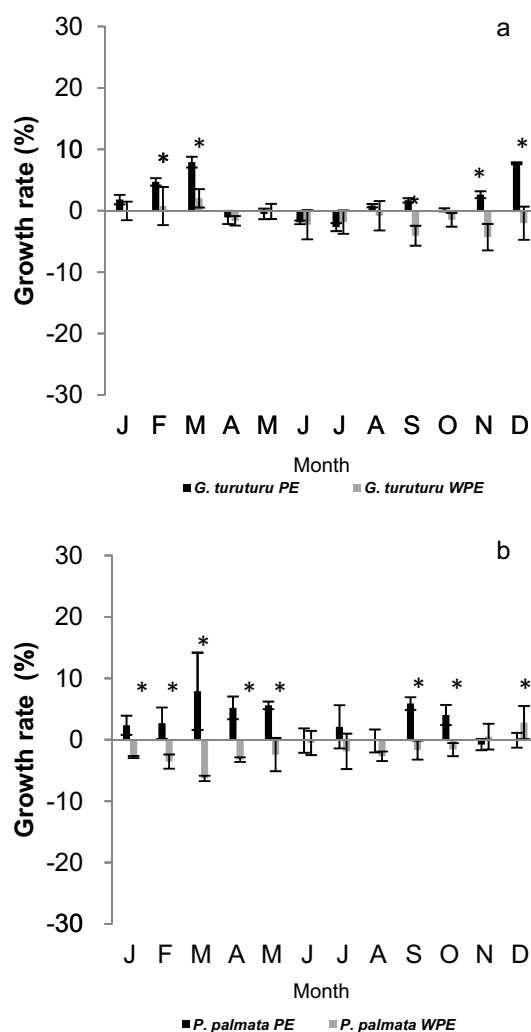 a
30
20
10
0
-10
-20
-30
Growth rate (%)
* * * * * *
J F M A M J J A S O N D
Month
G. turuturu PE G. turuturu WPE
b
30
20
10
0
-10
-20
-30
Growth rate (%)
* * * * * * * *
J F M A M J J A S O N D
Month
P. palmata PE P. palmata WPE